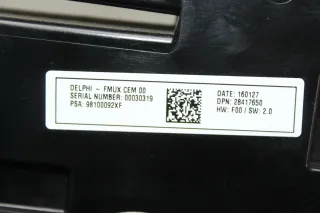 DELPHI - FMUX CEM 00
SERIAL NUMBER: 00030319
PSA: 98100092XF
DATE: 160127
DPN: 28417650
HW: F00 / SW: 2.0